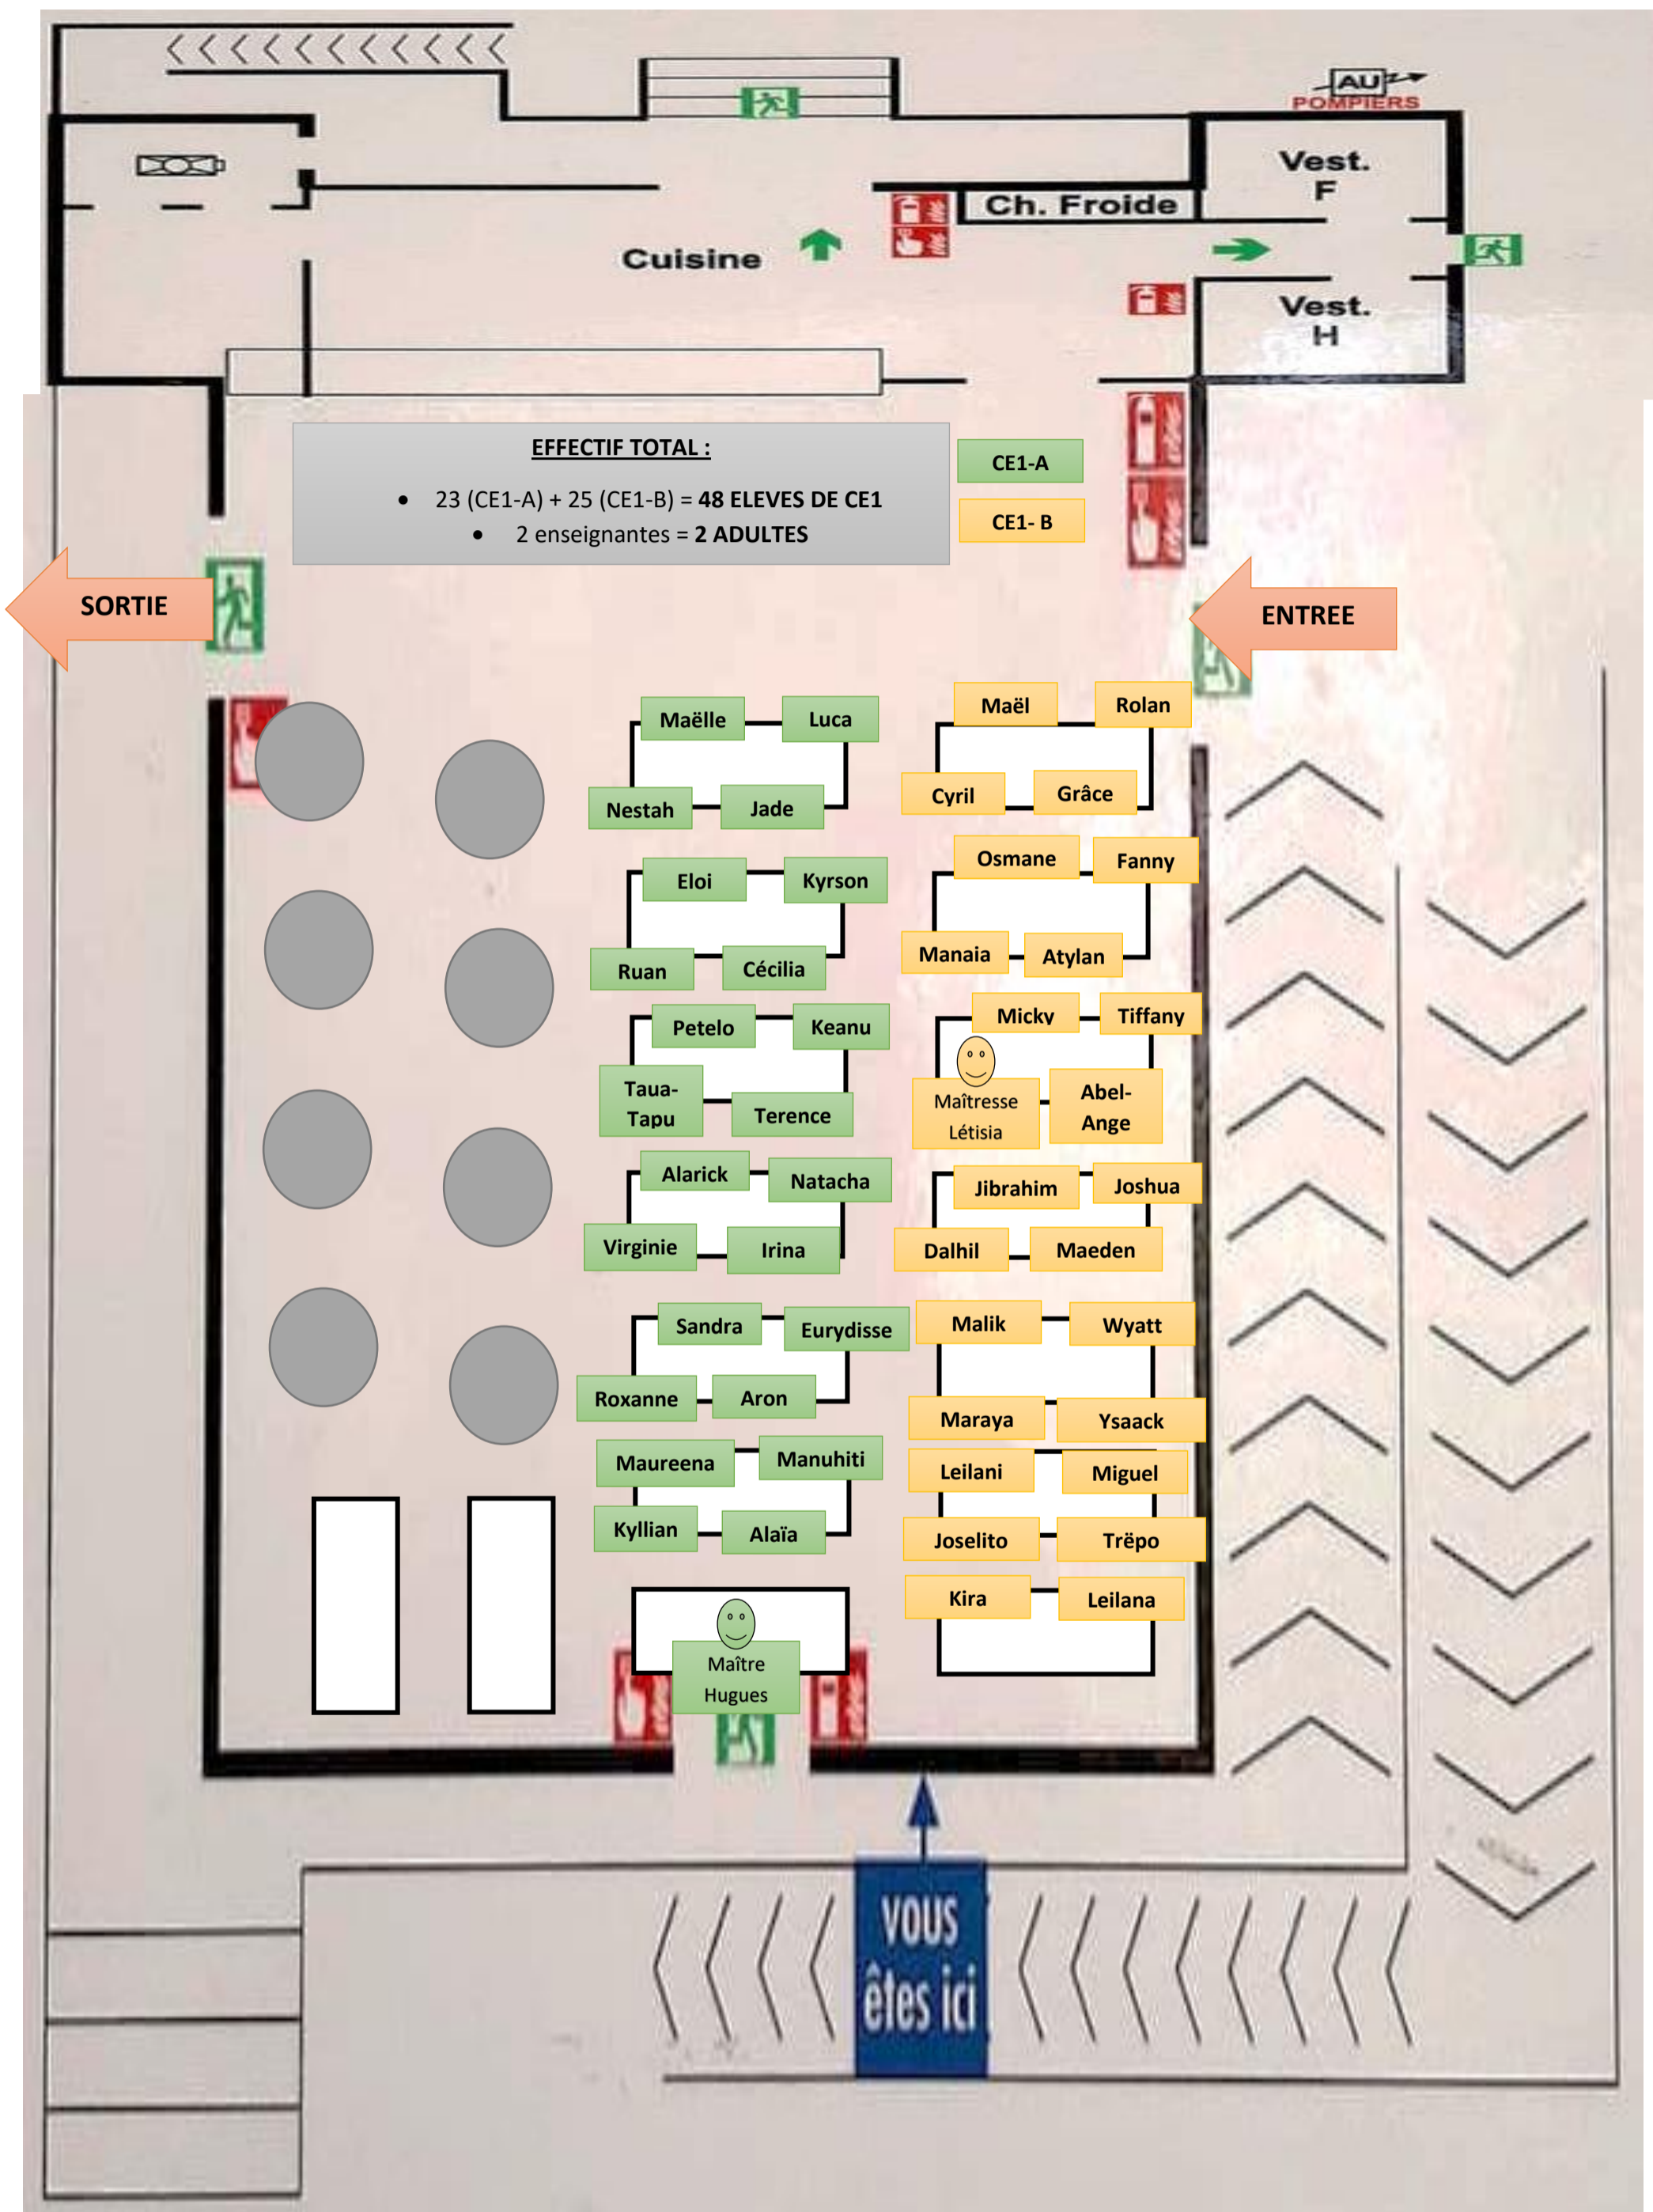 AU
POMPIERS
Vest.
F
Ch. Froide
Cuisine
Vest.
H
EFFECTIF TOTAL :
• 23 (CE1-A) + 25 (CE1-B) = 48 ELEVES DE CE1
• 2 enseignantes = 2 ADULTES
CE1-A
CE1- B
SORTIE
ENTREE
Maëlle
Luca
Maël
Rolan
Nestah
Jade
Cyril
Grâce
Eloi
Kyrson
Osmane
Fanny
Ruan
Cécilia
Manaia
Atylan
Petelo
Keanu
Micky
Tiffany
Taua-
Tapu
Terence
Maîtresse
Létisia
Abel-
Ange
Alarick
Natacha
Jibrahim
Joshua
Virginie
Irina
Dalhil
Maeden
Sandra
Eurydisse
Malik
Wyatt
Roxanne
Aron
Maraya
Ysaack
Maureena
Manuhiti
Leilani
Miguel
Kyllian
Alaïa
Joselito
Trëpo
Kira
Leilana
Maître
Hugues
VOUS
êtes ici